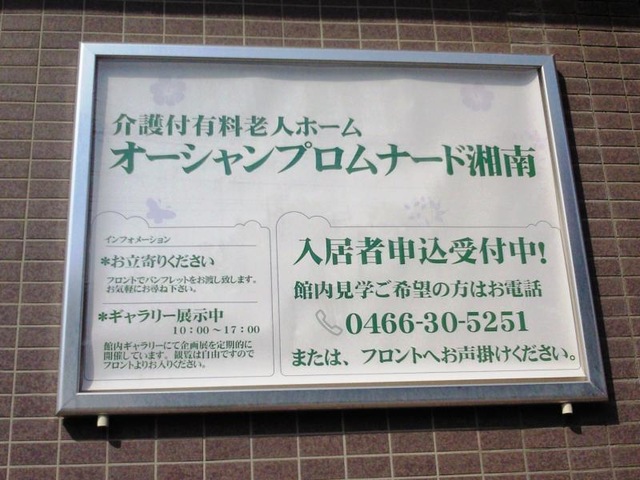 介護付有料老人ホーム
オーシャンプロムナード湘南
インフォメーション
*お立寄りください
フロントでパンフレットをお渡し致します。
お気軽にお尋ね下さい。
*ギャラリー展示中
10:00〜17:00
館内ギャラリーにて企画展を定期的に
開催しています。観覧は自由ですので
フロントよりお入りください。
入居者申込受付中!
館内見学ご希望の方はお電話
0466-30-5251
または、フロントへお声掛けください。